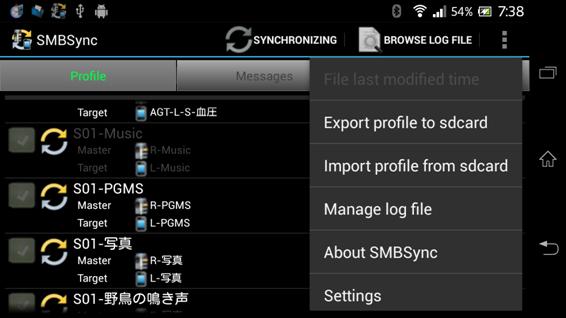 54% 7:38
SMBSync
SYNCHRONIZING
BROWSE LOG FILE
Profile
Messages
File last modified time
Export profile to sdcard
Import profile from sdcard
Manage log file
About SMBSync
Settings
Target AGT-L-S-血圧
S01-Music
Master R-Music
Target L-Music
S01-PGMS
Master R-PGMS
Target L-PGMS
S01-写真
Master R-写真
Target L-写真
S01-野鳥の鳴き声